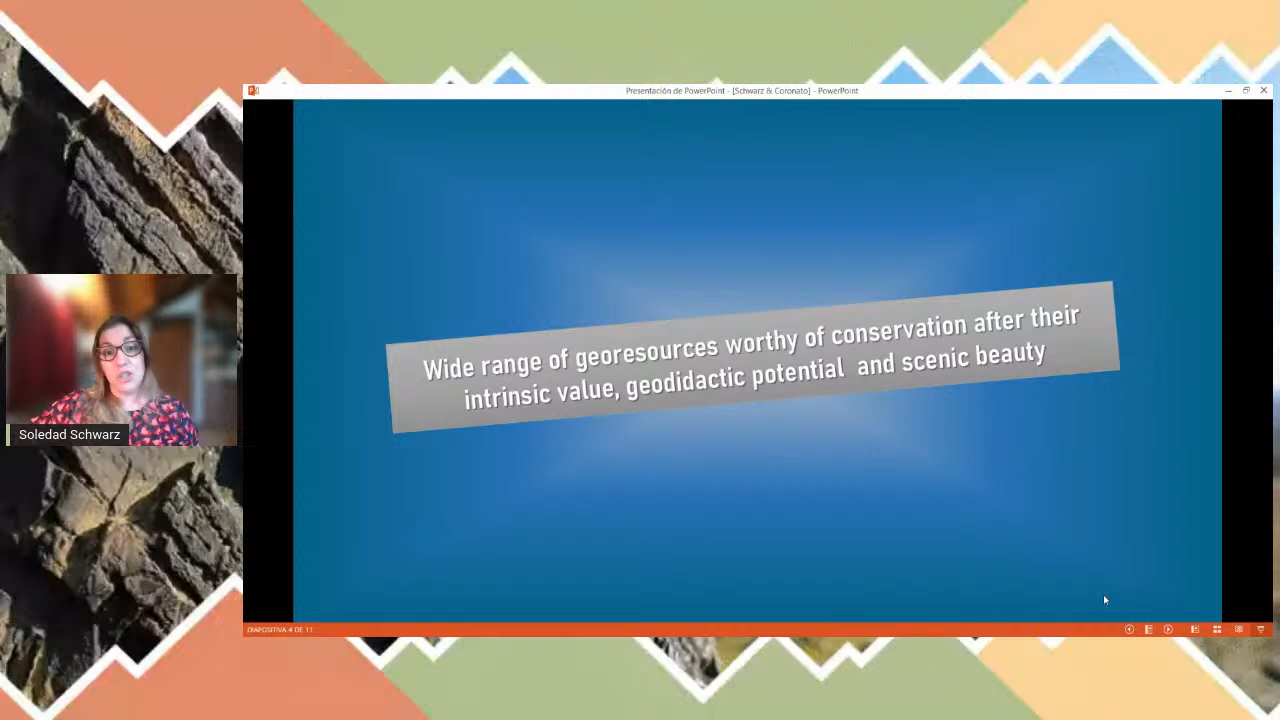 Presentación de PowerPoint - [Schwarz & Coronato] - PowerPoint
Wide range of georesources worthy of conservation after their
intrinsic value, geodidactic potential and scenic beauty
Soledad Schwarz
DIAPOSITIVA 4 DE 11